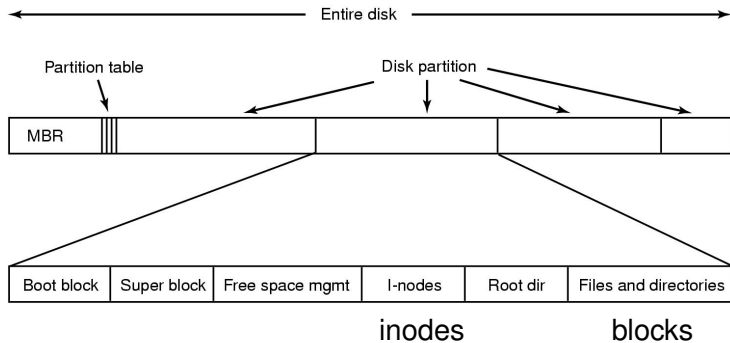 Entire disk
Partition table
Disk partition
MBR
Boot block
Super block
Free space mgmt
I-nodes
Root dir
Files and directories
inodes
blocks